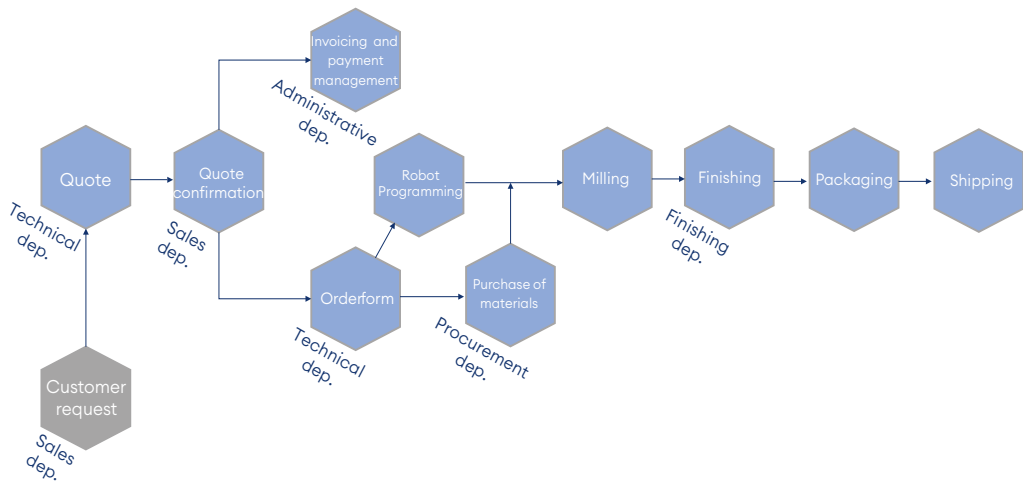 Invoicing and
payment
management
Administrative
dep.
Quote
Technical
dep.
Quote
confirmation
Sales
dep.
Robot
Programming
Milling
Finishing
Finishing
dep.
Packaging
Shipping
Orderform
Technical
dep.
Purchase of
materials
Procurement
dep.
Customer
request
Sales
dep.